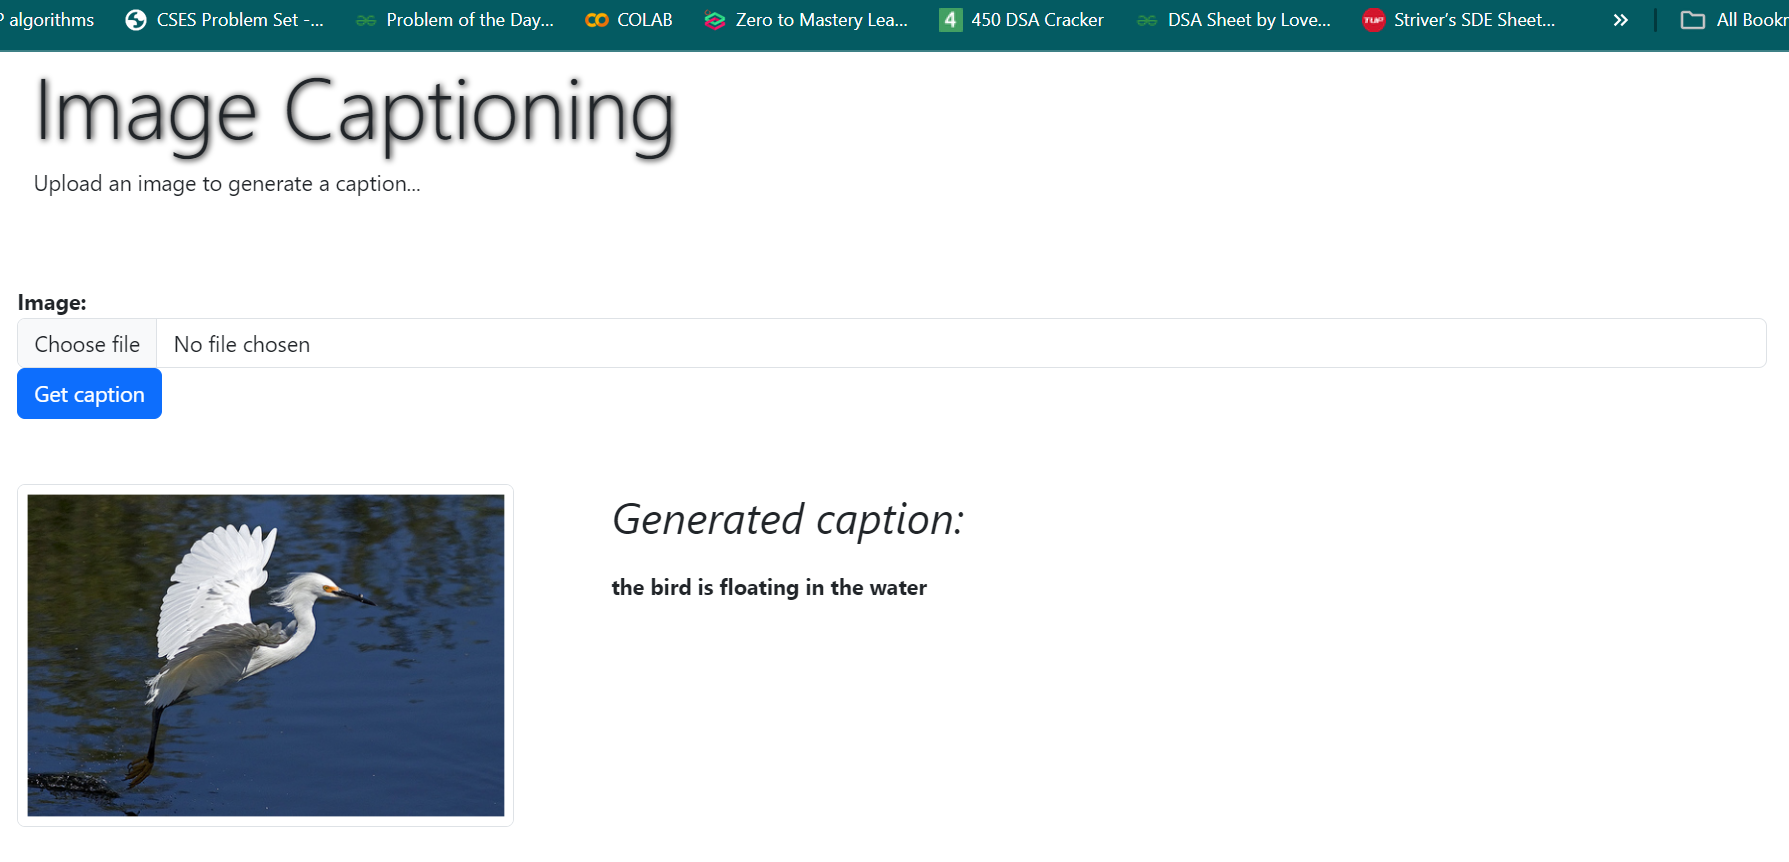 P algorithms
CSES Problem Set -...
Problem of the Day...
COLAB
Zero to Mastery Lea...
4 450 DSA Cracker
DSA Sheet by Love...
TUF Striver's SDE Sheet...
»
All Bookr
Image Captioning
Upload an image to generate a caption...
Image:
Choose file No file chosen
Get caption
Generated caption:
the bird is floating in the water